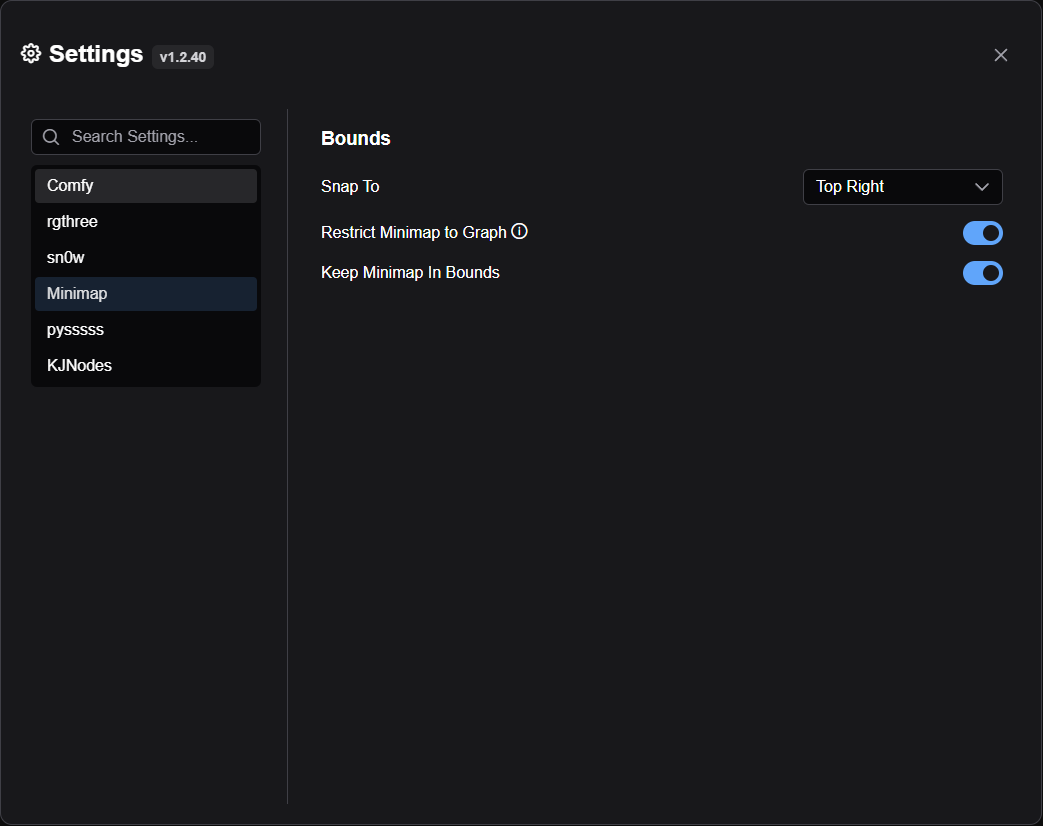 Settings v1.2.40
Search Settings...
Comfy
rgthree
sn0w
Minimap
pysssss
KJNodes
Bounds
Snap To Top Right
Restrict Minimap to Graph
Keep Minimap In Bounds